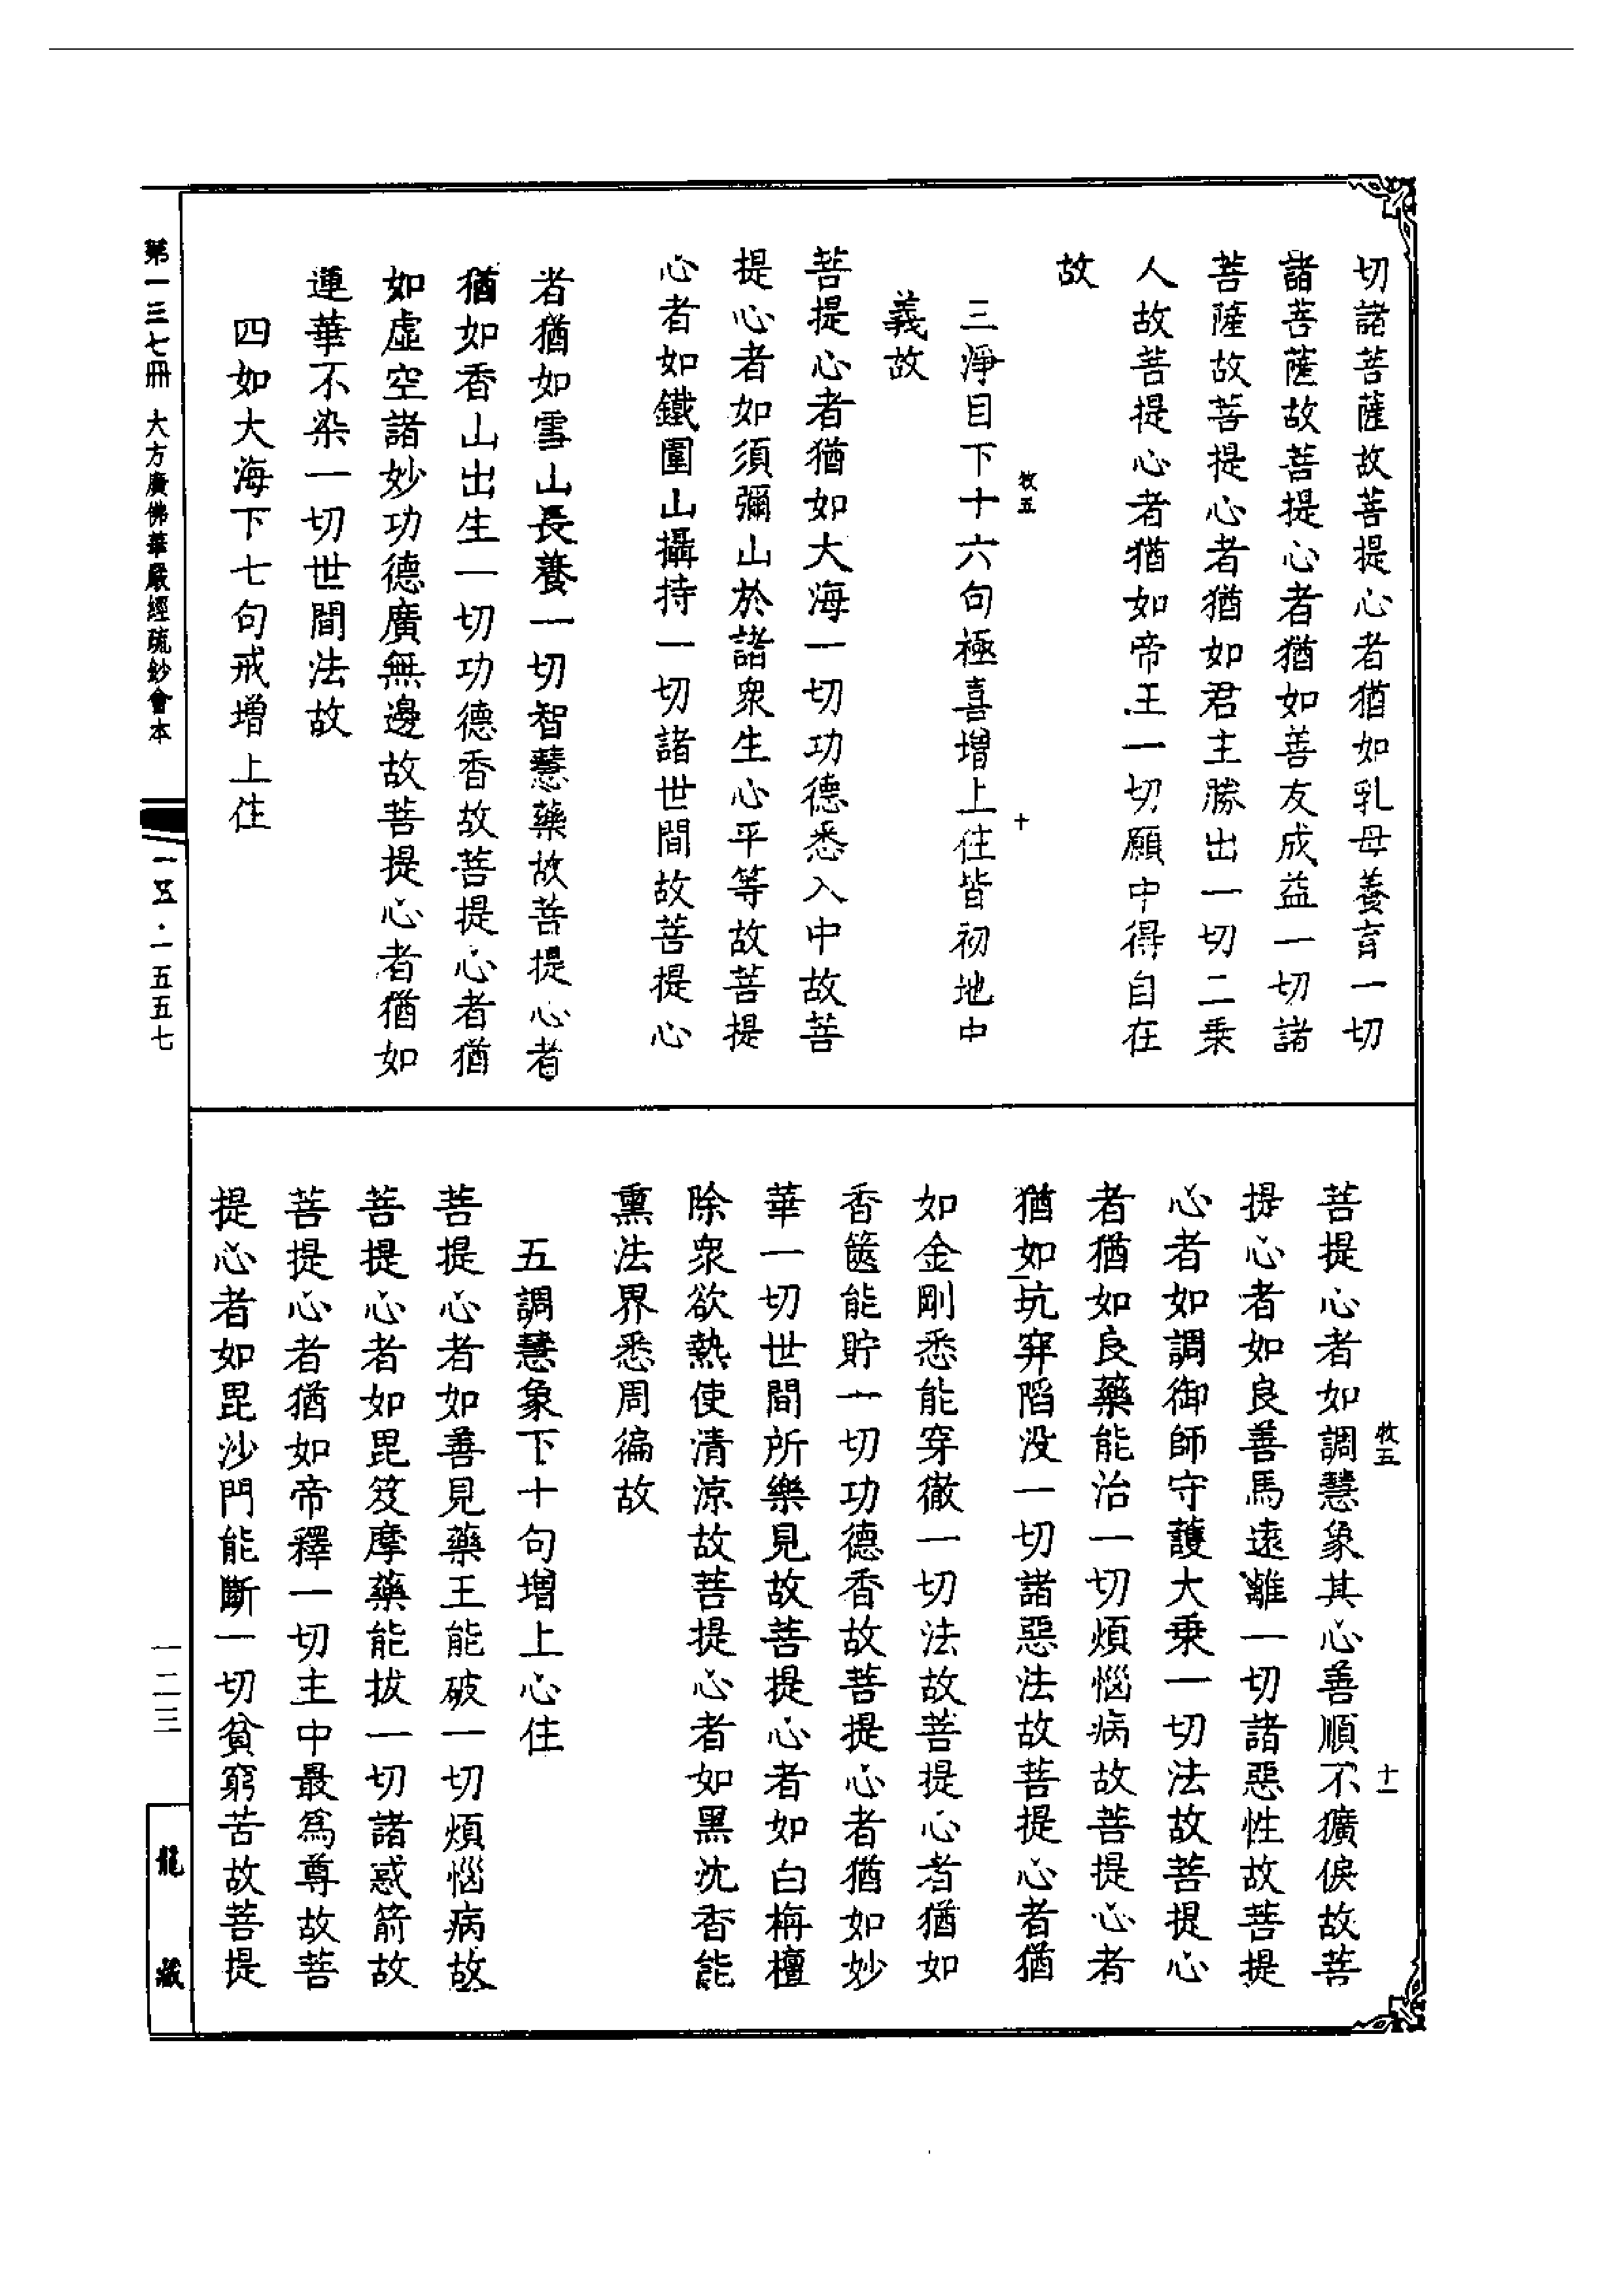 切諸菩薩故菩提心者猶如乳母養育一切
諸菩薩故菩提心者猶如善友成益一切諸
菩薩故菩提心者猶如君主勝出一切二乘
人故菩提心者猶如帝王一切願中得自在
故
牧五
十
三淨目下十六句極喜增上住皆初地中
義故
菩提心者猶如大海一切功德悉入中故菩
提心者如須彌山於諸衆生心平等故菩提
心者如鐵圍山攝持一切諸世間故菩提心
者猶如雪山長養一切智慧藥故菩提心者
猶如香山出生一切功德香故菩提心者猶
如虛空諸妙功德廣無邊故菩提心者猶如
蓮華不染一切世間法故
四如大海下七句戒增上住
牧五
十一
菩提心者如調慧象其心善順不獷俍故菩
提心者如良善馬遠離一切諸惡性故菩提
心者如調御師守護大乘一切法故菩提心
者猶如良藥能治一切煩惱病故菩提心者
猶如坑穽陷没一切諸惡法故菩提心者猶
如金剛悉能穿徹一切法故菩提心者猶如
香篋能貯一切功德香故菩提心者猶如妙
華一切世間所樂見故菩提心者如白栴檀
除衆欲熱使清涼故菩提心者如黑沈香能
熏法界悉周徧故
五調慧象下十句增上心住
菩提心者如善見藥王能破一切煩惱病故
菩提心者如毘笈摩藥能拔一切諸惑箭故
菩提心者猶如帝釋一切主中最爲尊故菩
提心者如毘沙門能斷一切貧窮苦故菩提
第一三七冊 大方廣佛華嚴經疏鈔會本
一五五·一五五七
一二三
龍藏